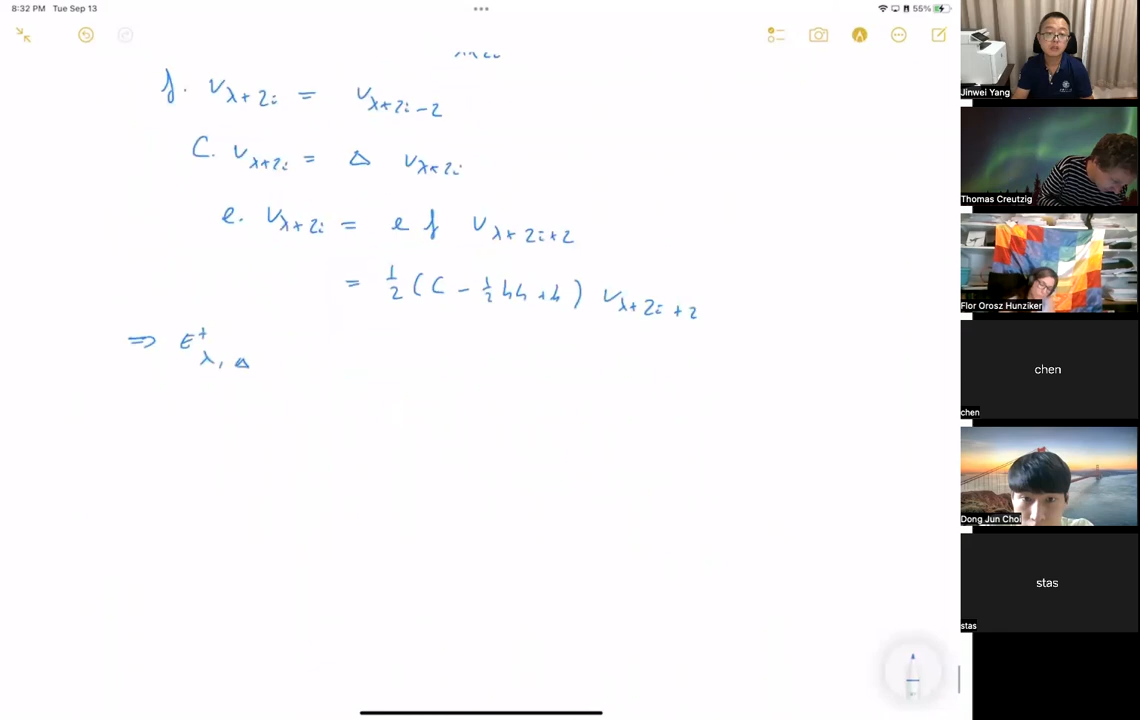 8:32 PM Tue Sep 13
55%
f. v_{λ+2i} = v_{λ+2i-2}
C. v_{λ+2i} = Δ v_{λ+2i}
e. v_{λ+2i} = e f v_{λ+2i+2}
= 1/2 (C - 1/2 hh + h) v_{λ+2i+2}
⇒ E^+_{λ, Δ}
Jinwei Yang
Thomas Creutzig
Flor Orosz Hunziker
chen
chen
Dong Jun Choi
stas
stas